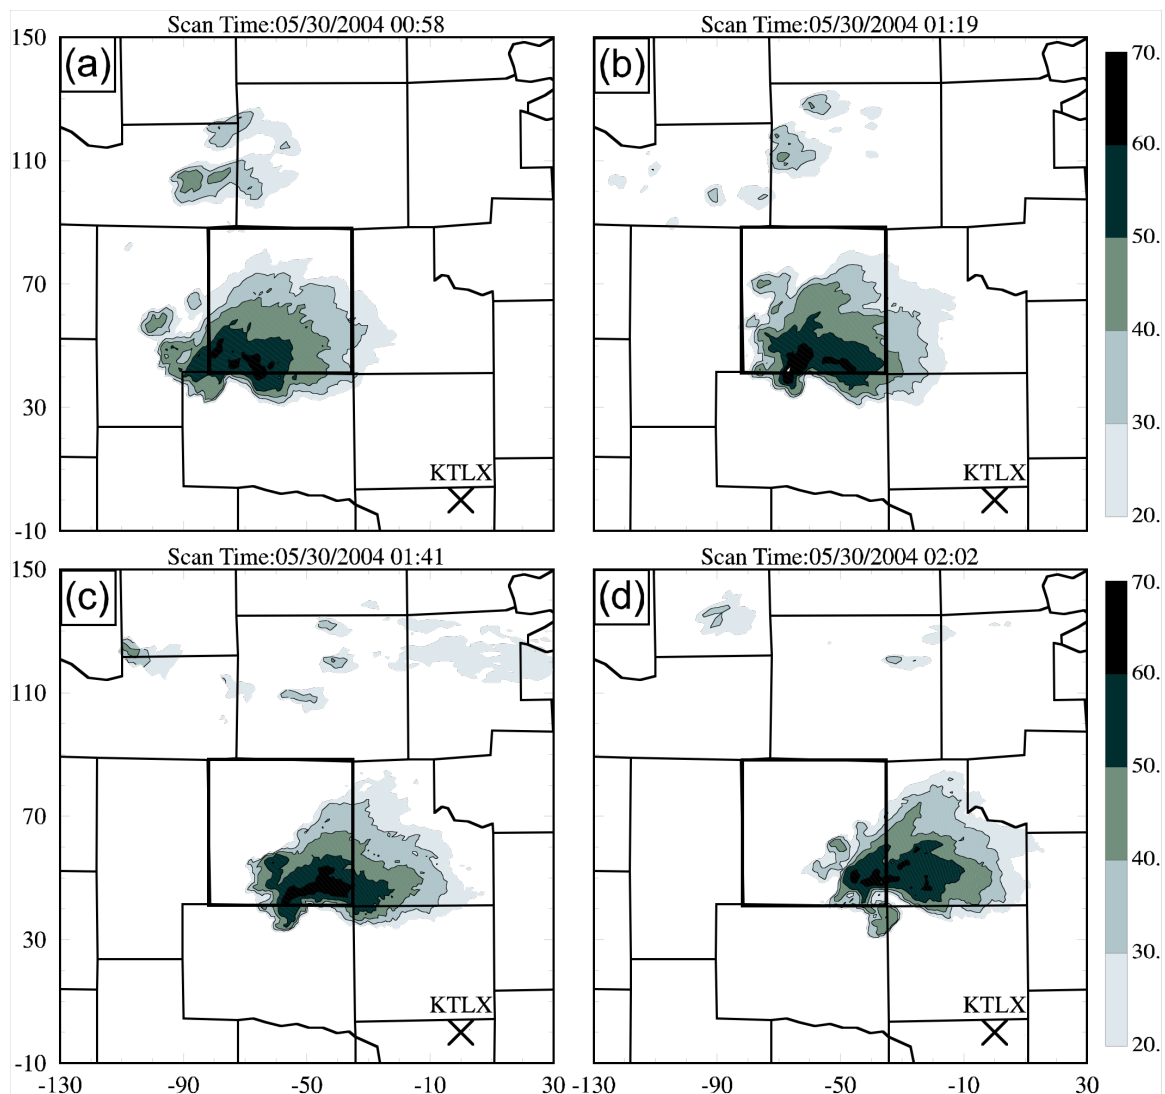 Scan Time:05/30/2004 00:58
Scan Time:05/30/2004 01:19
150
110
70
30
-10
(a)
KTLX
(b)
KTLX
70.
60.
50.
40.
30.
20.
Scan Time:05/30/2004 01:41
Scan Time:05/30/2004 02:02
150
110
70
30
-10
(c)
KTLX
(d)
KTLX
70.
60.
50.
40.
30.
20.
-130 -90 -50 -10 30 -130 -90 -50 -10 30